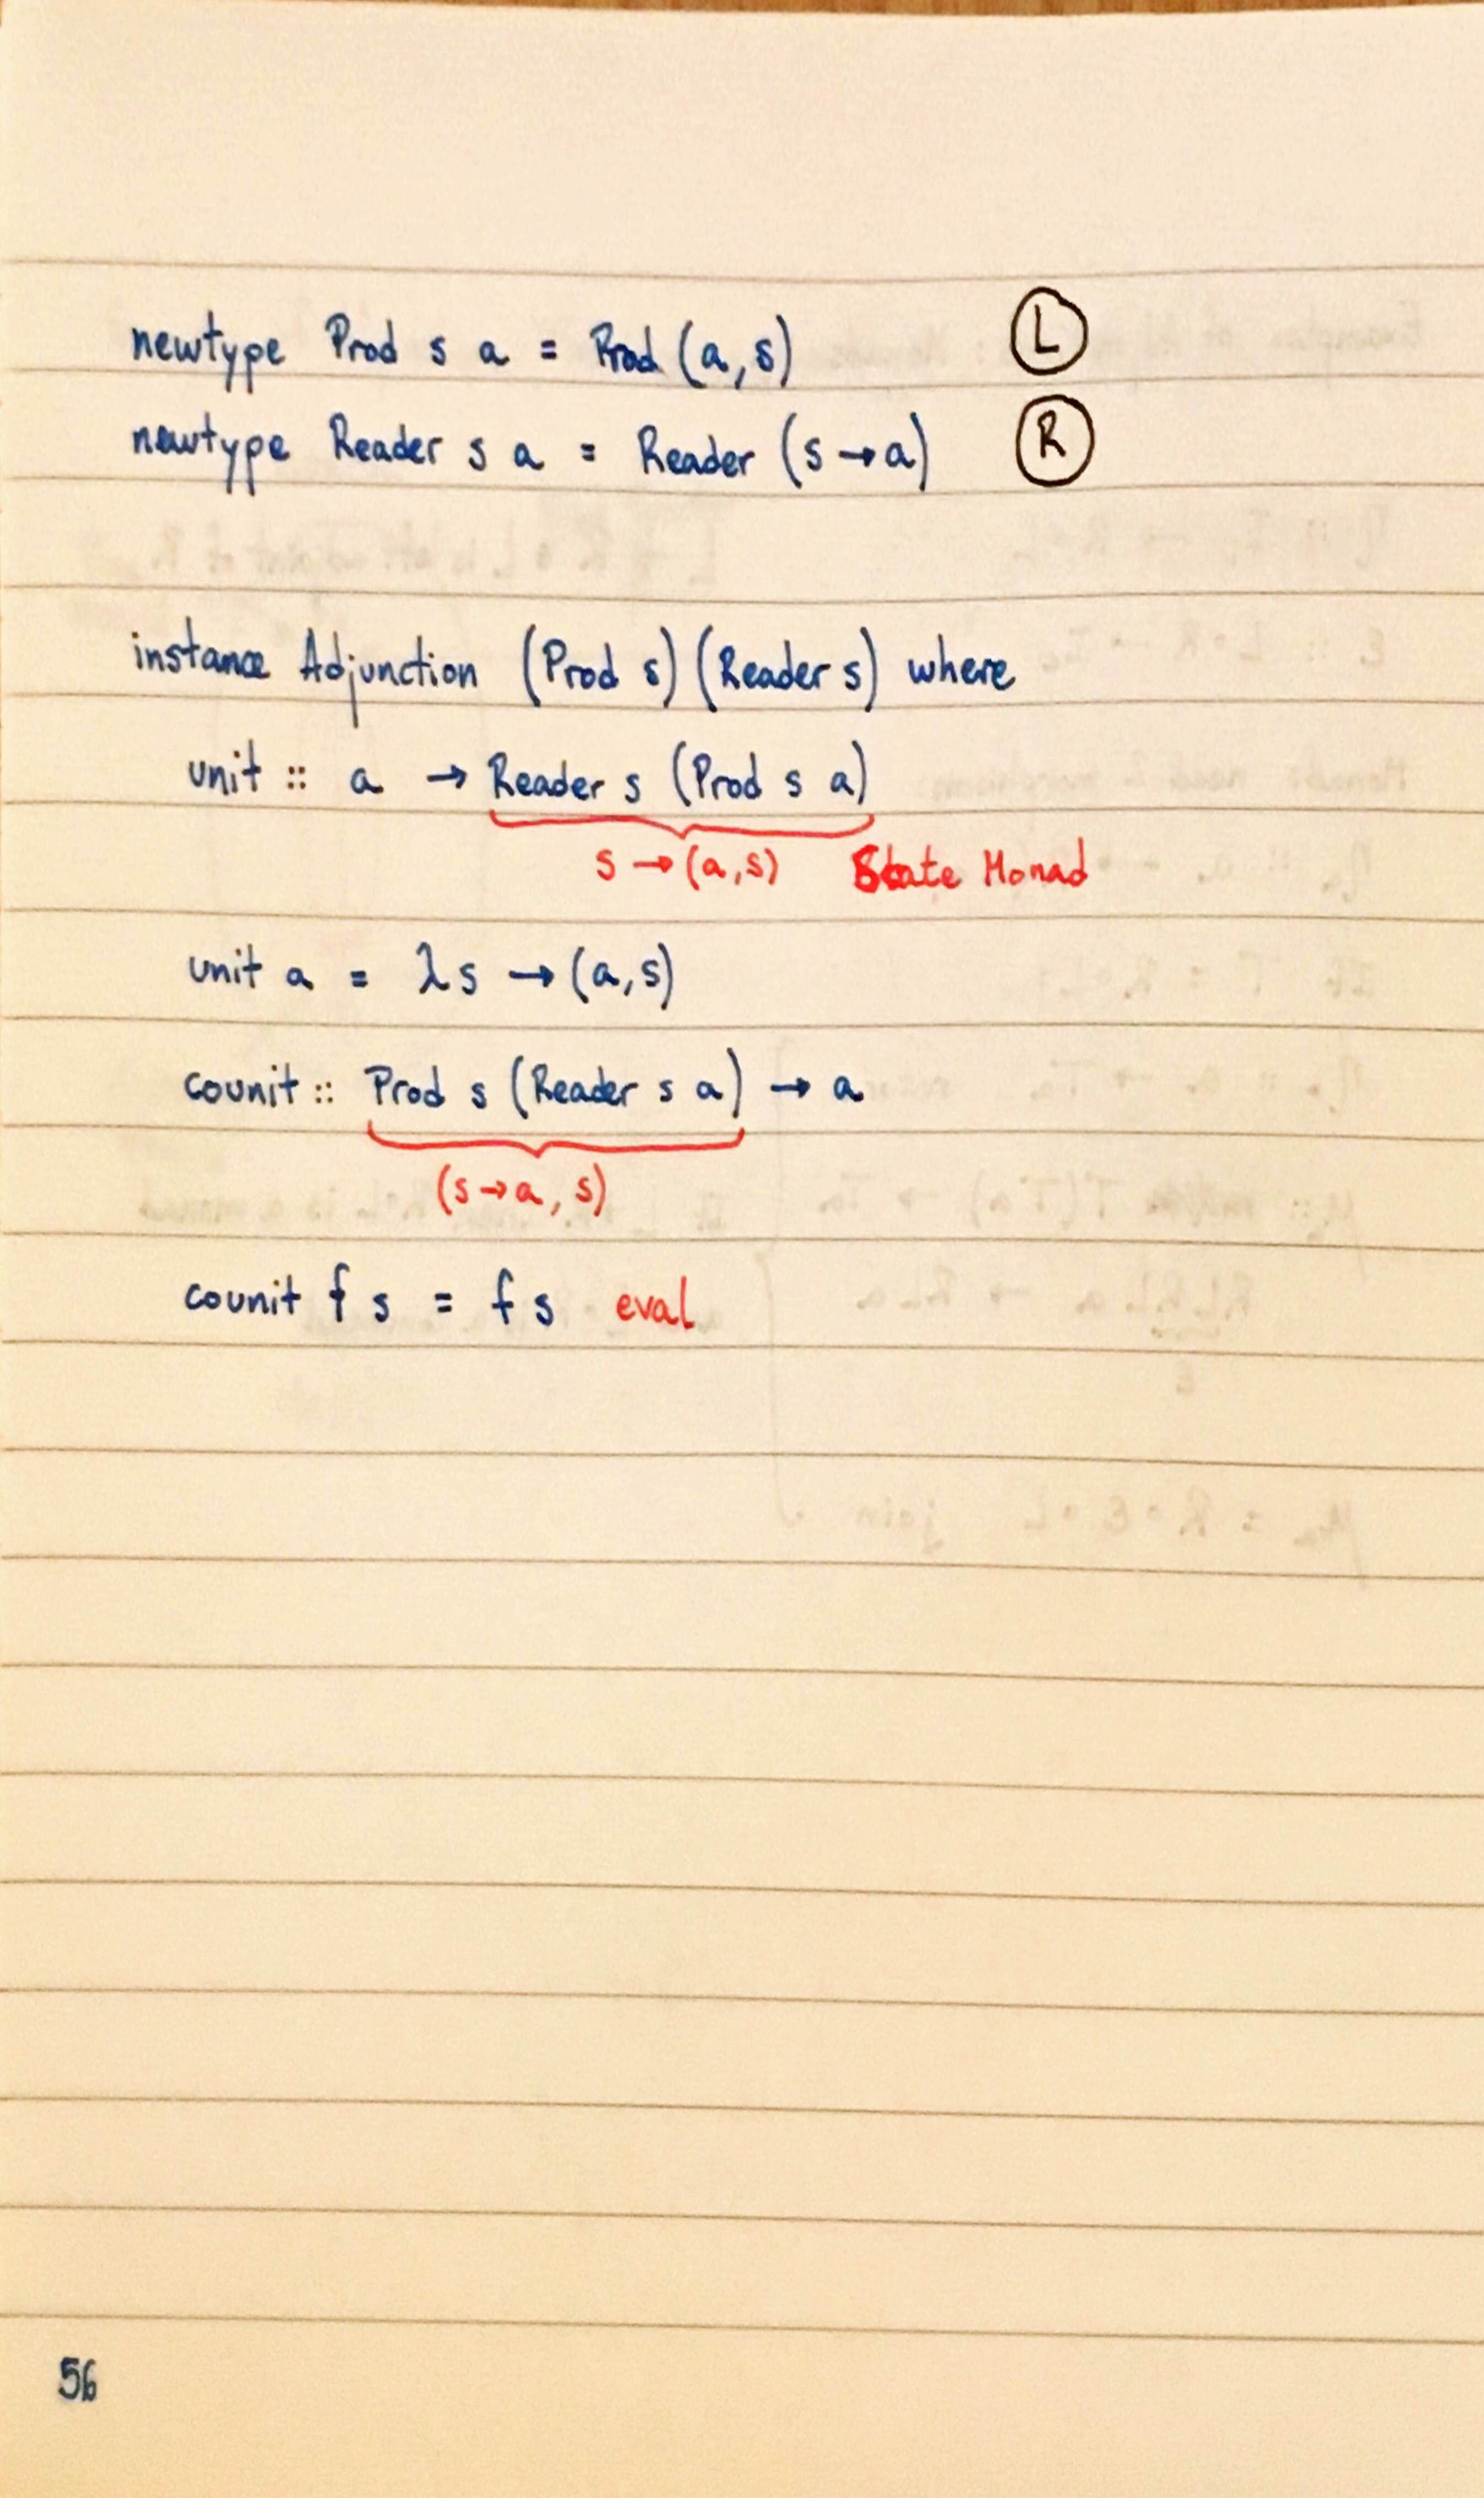 newtype Prod s a = Prod (a, s) L
newtype Reader s a = Reader (s → a) R
instance Adjunction (Prod s) (Reader s) where
unit :: a → Reader s (Prod s a)
s → (a, s) State Monad
unit a = λs → (a, s)
counit :: Prod s (Reader s a) → a
(s → a, s)
counit f s = f s eval
56